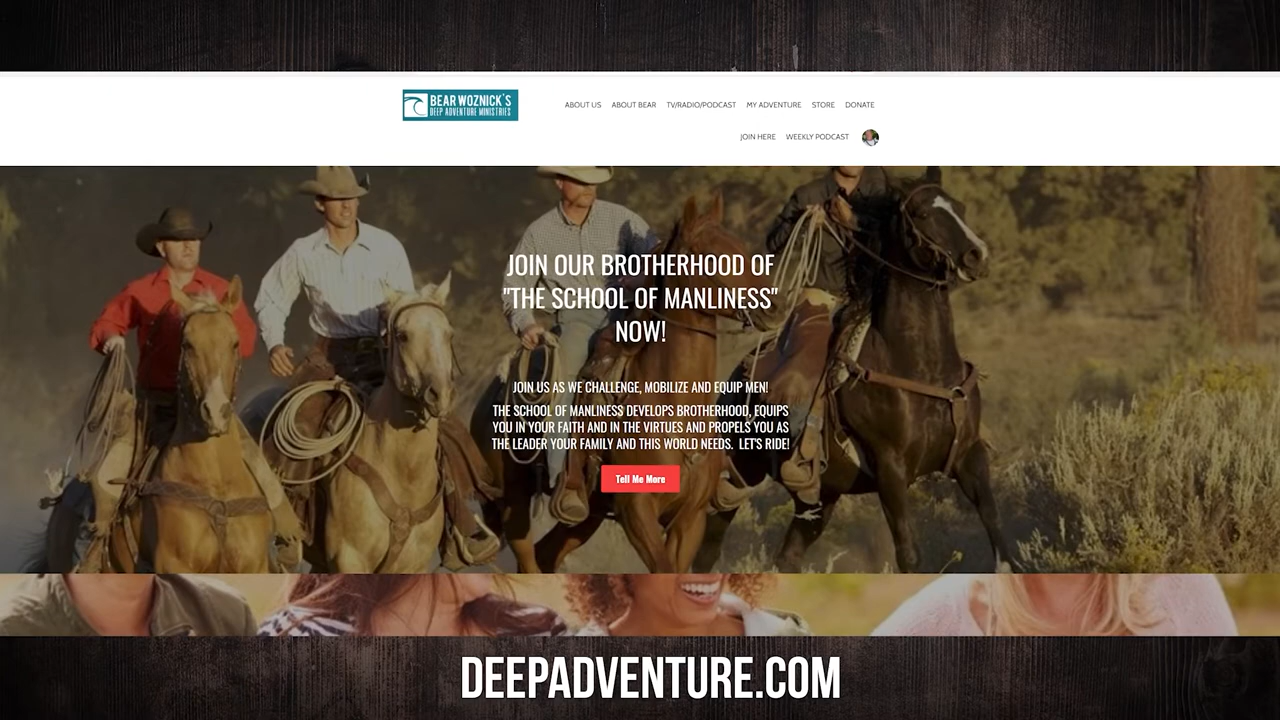 BEAR WOZNICK'S
DEEP ADVENTURE MINISTRIES
ABOUT US ABOUT BEAR TV/RADIO/PODCAST MY ADVENTURE STORE DONATE
JOIN HERE WEEKLY PODCAST
JOIN OUR BROTHERHOOD OF
"THE SCHOOL OF MANLINESS"
NOW!
JOIN US AS WE CHALLENGE, MOBILIZE AND EQUIP MEN!
THE SCHOOL OF MANLINESS DEVELOPS BROTHERHOOD, EQUIPS
YOU IN YOUR FAITH AND IN THE VIRTUES AND PROPELS YOU AS
THE LEADER YOUR FAMILY AND THIS WORLD NEEDS. LET'S RIDE!
Tell Me More
DEEPADVENTURE.COM